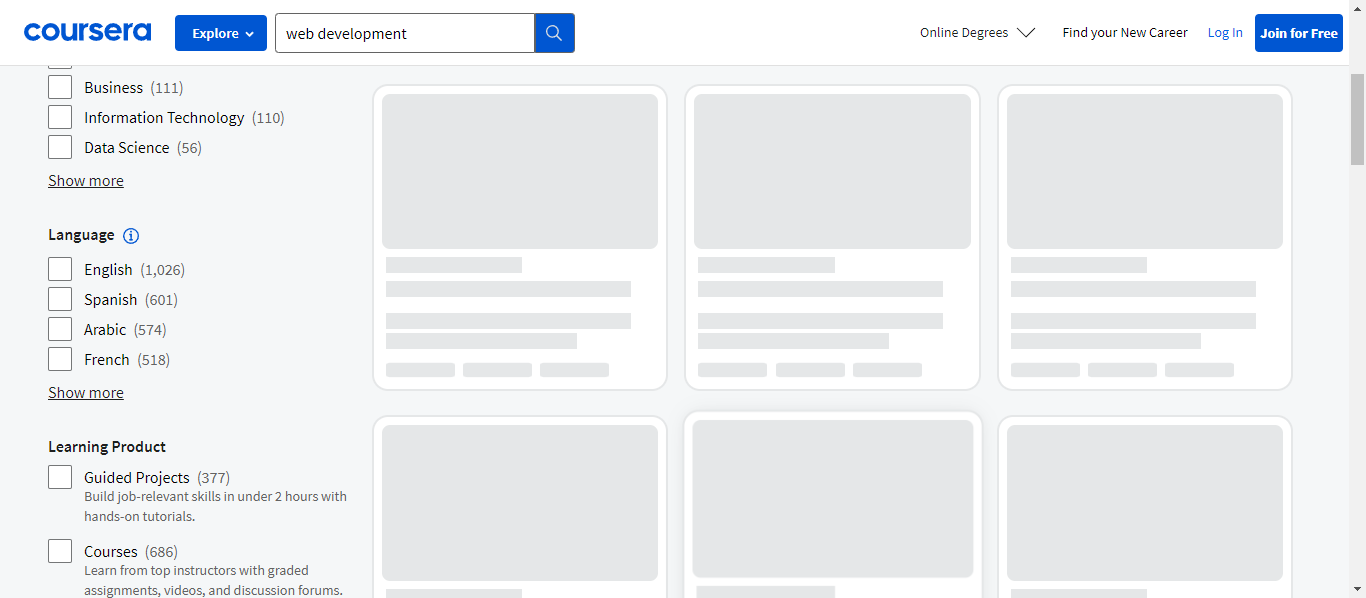 coursera
Explore
web development
Online Degrees
Find your New Career
Log In
Join for Free
Business (111)
Information Technology (110)
Data Science (56)
Show more
Language
English (1,026)
Spanish (601)
Arabic (574)
French (518)
Show more
Learning Product
Guided Projects (377)
Build job-relevant skills in under 2 hours with
hands-on tutorials.
Courses (686)
Learn from top instructors with graded
assignments, videos, and discussion forums.